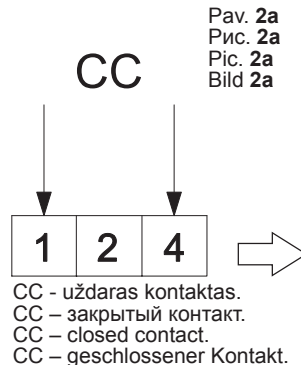 Pav. 2a
Рис. 2a
Pic. 2a
Bild 2a
CC
1 2 4
CC - uždaras kontaktas.
CC – закрытый контакт.
CC – closed contact.
CC – geschlossener Kontakt.